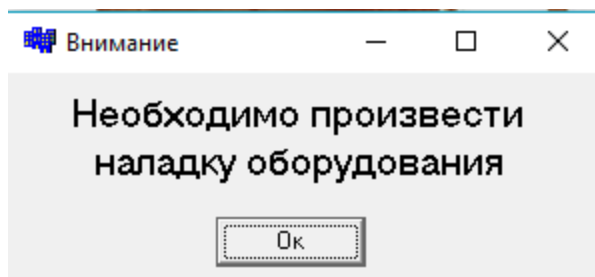 Внимание
Необходимо произвести
наладку оборудования
Ок